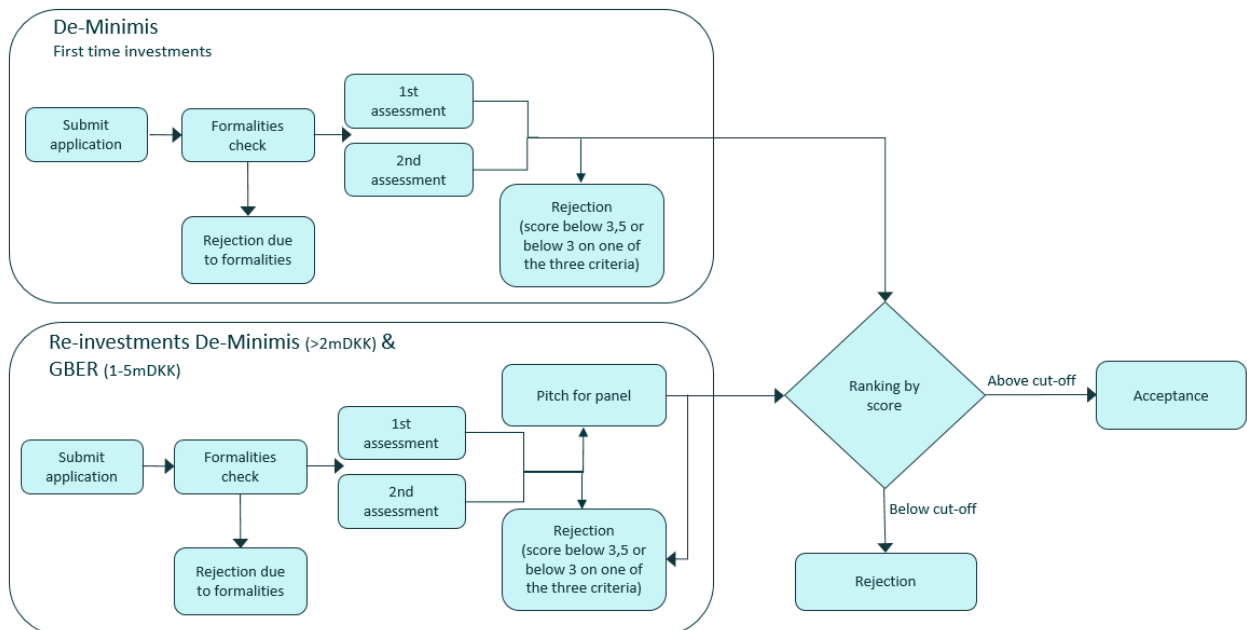 De-Minimis
First time investments
Submit
application
Formalities
check
1st
assessment
2nd
assessment
Rejection due
to formalities
Rejection
(score below 3,5 or
below 3 on one of
the three criteria)
Re-investments De-Minimis (>2mDKK) &
GBER (1-5mDKK)
Submit
application
Formalities
check
1st
assessment
2nd
assessment
Pitch for panel
Rejection due
to formalities
Rejection
(score below 3,5 or
below 3 on one of
the three criteria)
Ranking by
score
Above cut-off
Acceptance
Below cut-off
Rejection